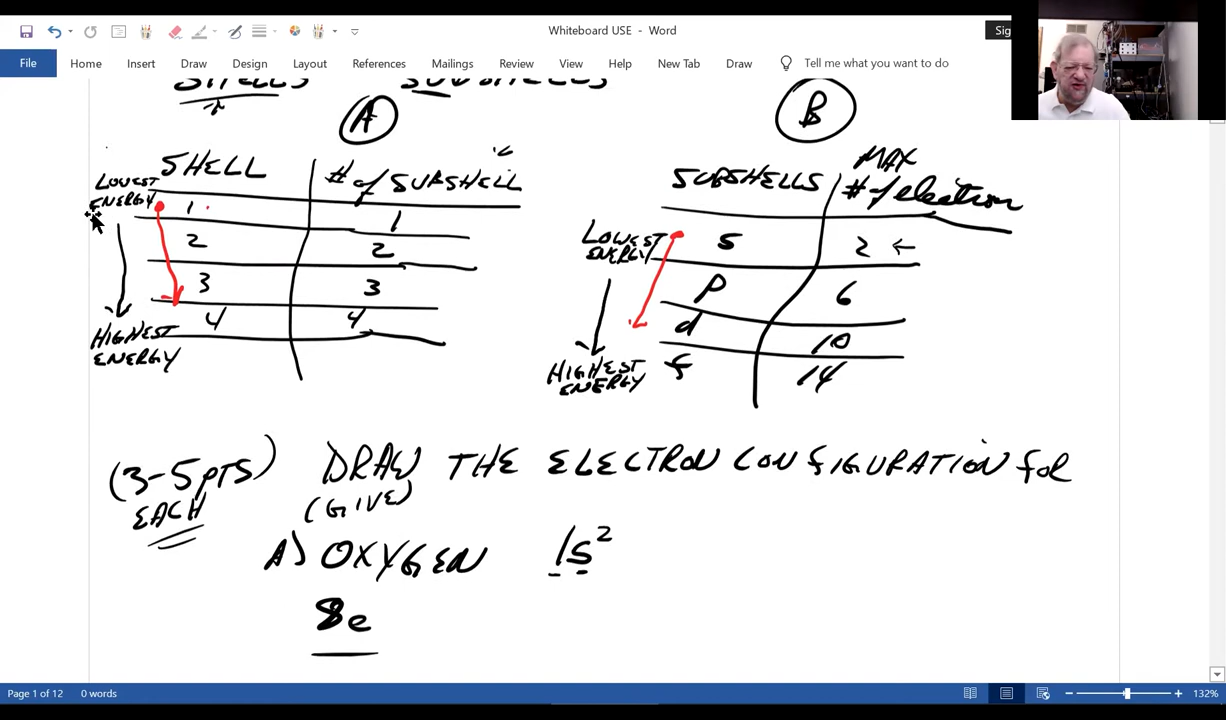 Whiteboard USE - Word
Sig
File Home Insert Draw Design Layout References Mailings Review View Help New Tab Draw Tell me what you want to do
SHELLS SUBSHELLS
A
B
SHELL # of SUBSHELL
LOWEST ENERGY
1 1
2 2
3 3
4 4
HIGHEST ENERGY
SUBSHELLS MAX # of electron
LOWEST ENERGY
s 2 ←
p 6
d 10
f 14
HIGHEST ENERGY
(3-5 pts) DRAW THE ELECTRON CONfiGURATION for
EACH (GIVE)
A) OXYGEN 1s²
8e
Page 1 of 12 0 words 132%